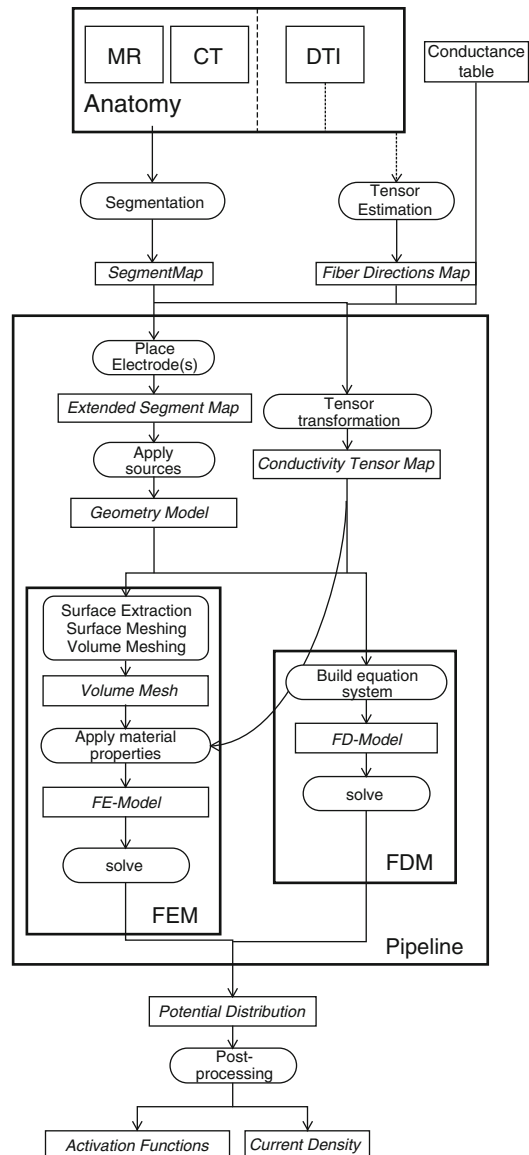 MR
CT
DTI
Anatomy
Conductance
table
Segmentation
Tensor
Estimation
SegmentMap
Fiber Directions Map
Place
Electrode(s)
Extended Segment Map
Tensor
transformation
Apply
sources
Conductivity Tensor Map
Geometry Model
Surface Extraction
Surface Meshing
Volume Meshing
Build equation
system
Volume Mesh
Apply material
properties
FD-Model
FE-Model
solve
solve
FDM
FEM
Pipeline
Potential Distribution
Post-
processing
Activation Functions
Current Density